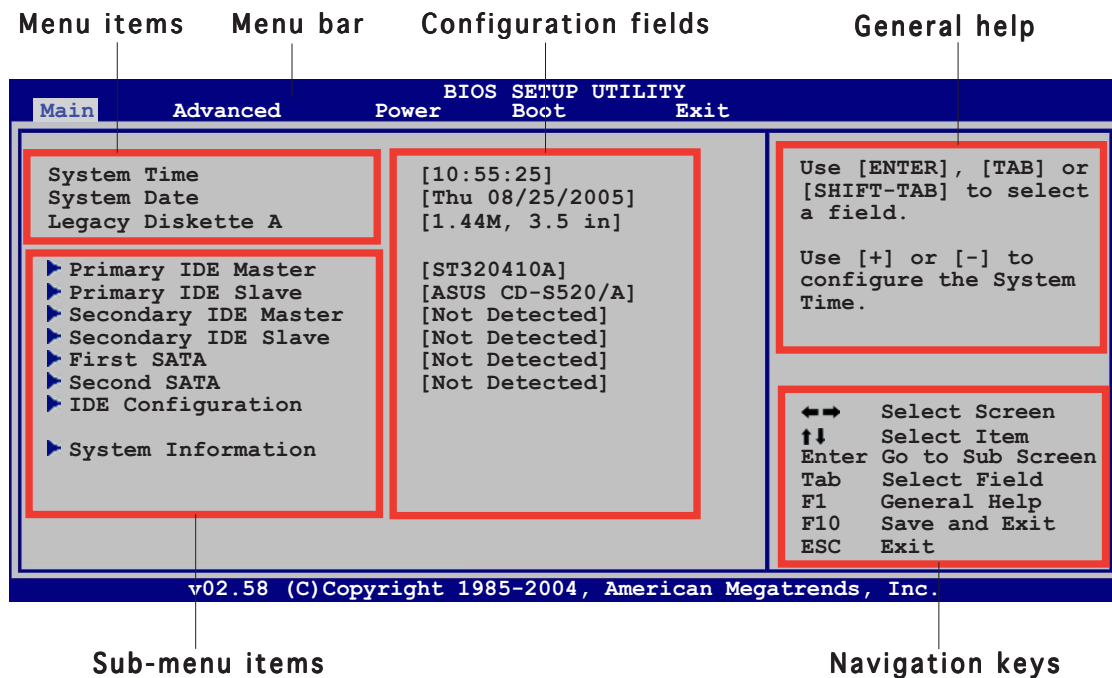 Menu items Menu bar Configuration fields General help
BIOS SETUP UTILITY
Main Advanced Power Boot Exit
System Time [10:55:25]
System Date [Thu 08/25/2005]
Legacy Diskette A [1.44M, 3.5 in]
Primary IDE Master [ST320410A]
Primary IDE Slave [ASUS CD-S520/A]
Secondary IDE Master [Not Detected]
Secondary IDE Slave [Not Detected]
First SATA [Not Detected]
Second SATA [Not Detected]
IDE Configuration
System Information
Use [ENTER], [TAB] or
[SHIFT-TAB] to select
a field.
Use [+] or [-] to
configure the System
Time.
←→ Select Screen
↑↓ Select Item
Enter Go to Sub Screen
Tab Select Field
F1 General Help
F10 Save and Exit
ESC Exit
v02.58 (C)Copyright 1985-2004, American Megatrends, Inc.
Sub-menu items Navigation keys